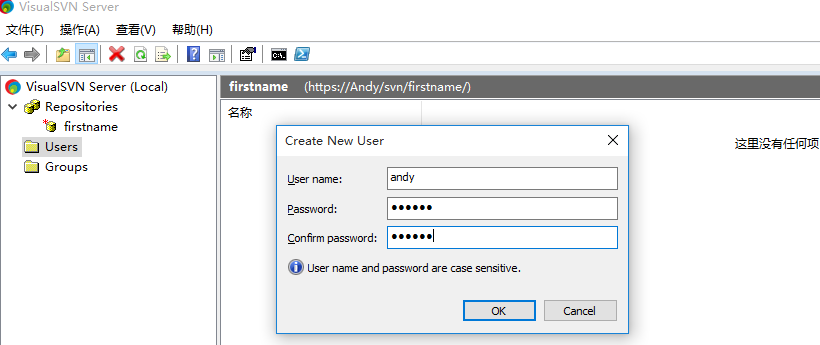 VisualSVN Server
文件(F) 操作(A) 查看(V) 帮助(H)
VisualSVN Server (Local)
Repositories
firstname
Users
Groups
firstname (https://Andy/svn/firstname/)
名称
这里没有任何项
Create New User
User name: andy
Password: ●●●●●●
Confirm password: ●●●●●●
User name and password are case sensitive.
OK Cancel